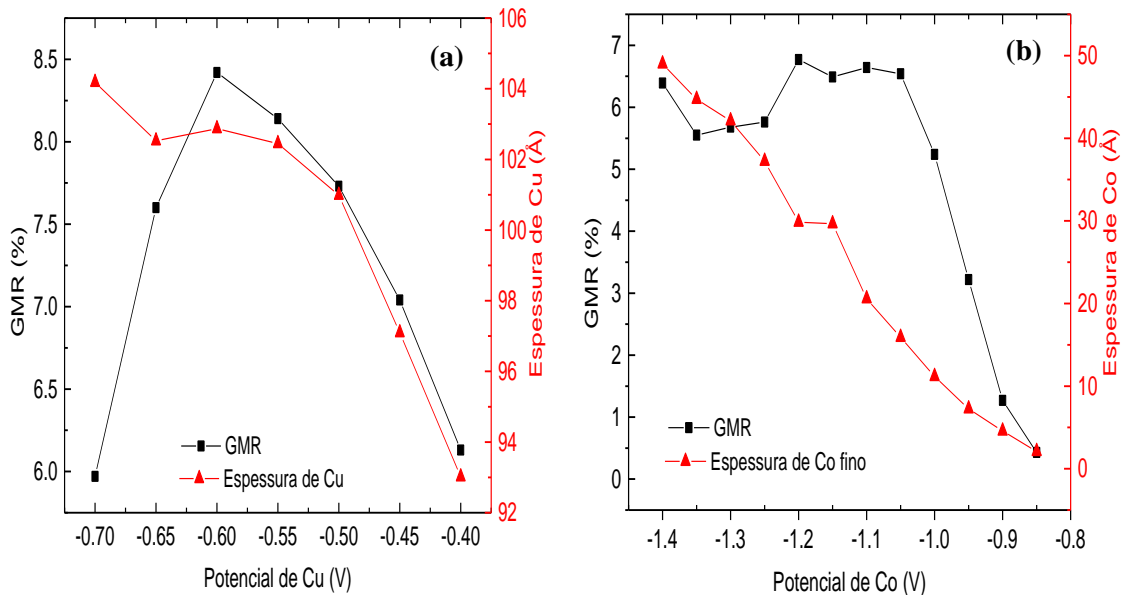 (a)
GMR (%)
8.5
8.0
7.5
7.0
6.5
6.0
106
104
102
100
98
96
94
92
Espessura de Cu (Å)
GMR
Espessura de Cu
-0.70 -0.65 -0.60 -0.55 -0.50 -0.45 -0.40
Potencial de Cu (V)
(b)
GMR (%)
7
6
5
4
3
2
1
0
50
40
30
20
10
0
Espessura de Co (Å)
GMR
Espessura de Co fino
-1.4 -1.3 -1.2 -1.1 -1.0 -0.9 -0.8
Potencial de Co (V)